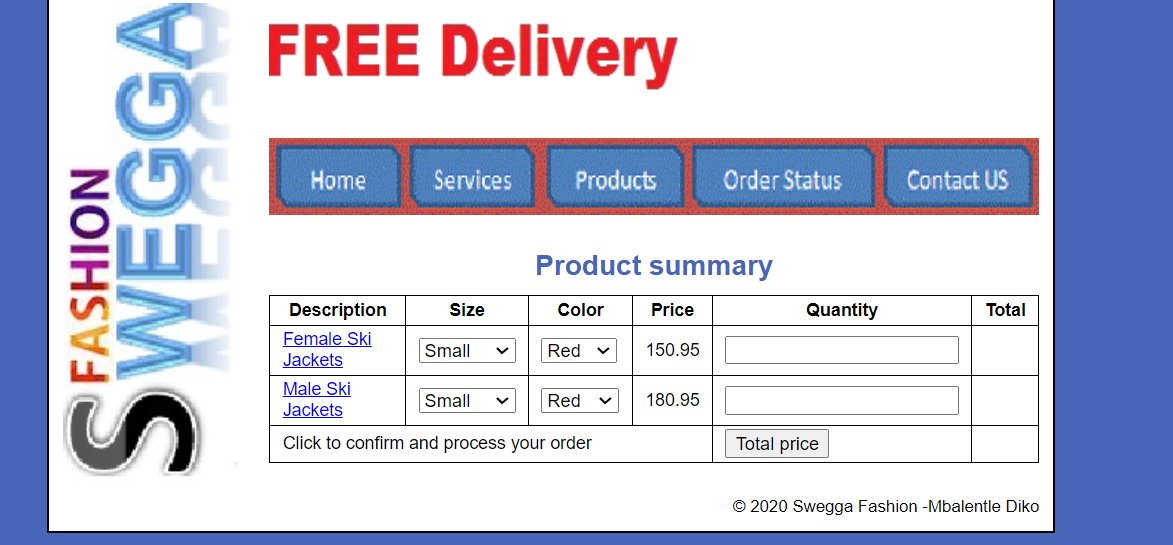 FREE Delivery
FASHION
SWEGGA
Home Services Products Order Status Contact US
Product summary
Description Size Color Price Quantity Total
Female Ski
Jackets
Small Red 150.95
Male Ski
Jackets
Small Red 180.95
Click to confirm and process your order Total price
© 2020 Swegga Fashion -Mbalentle Diko